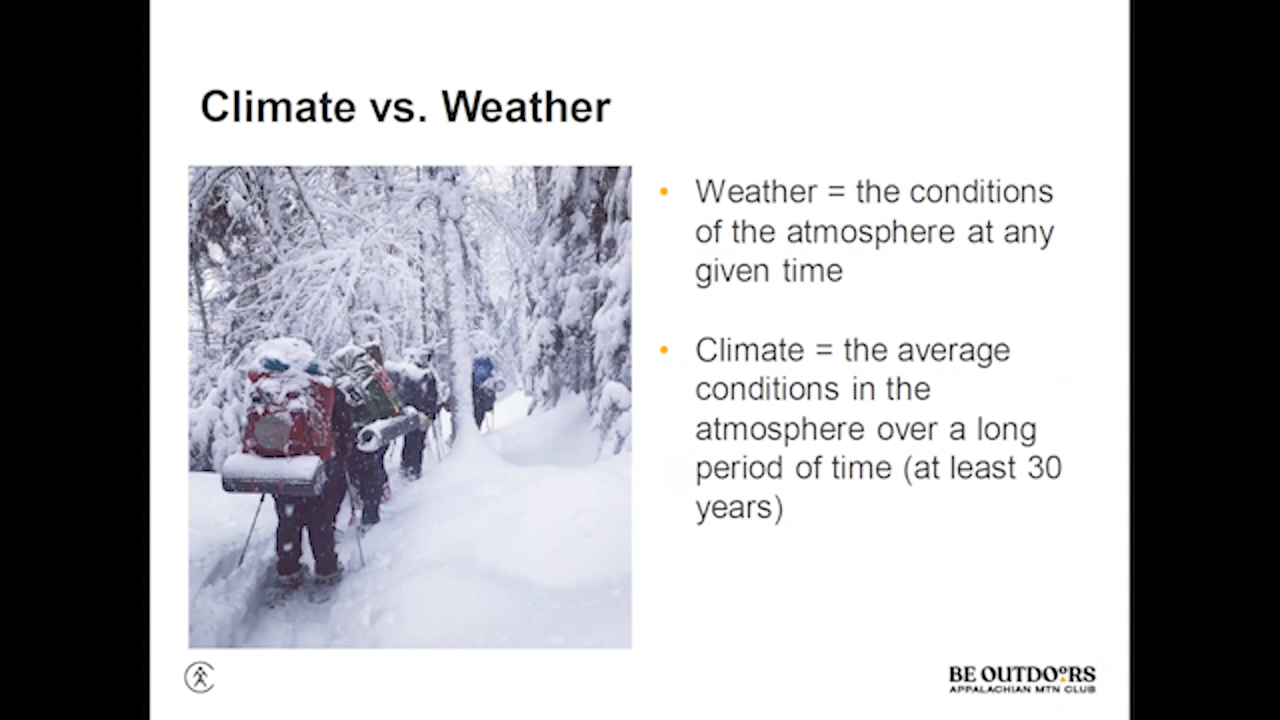 Climate vs. Weather
• Weather = the conditions
of the atmosphere at any
given time
• Climate = the average
conditions in the
atmosphere over a long
period of time (at least 30
years)
BE OUTDOORS
APPALACHIAN MTN CLUB